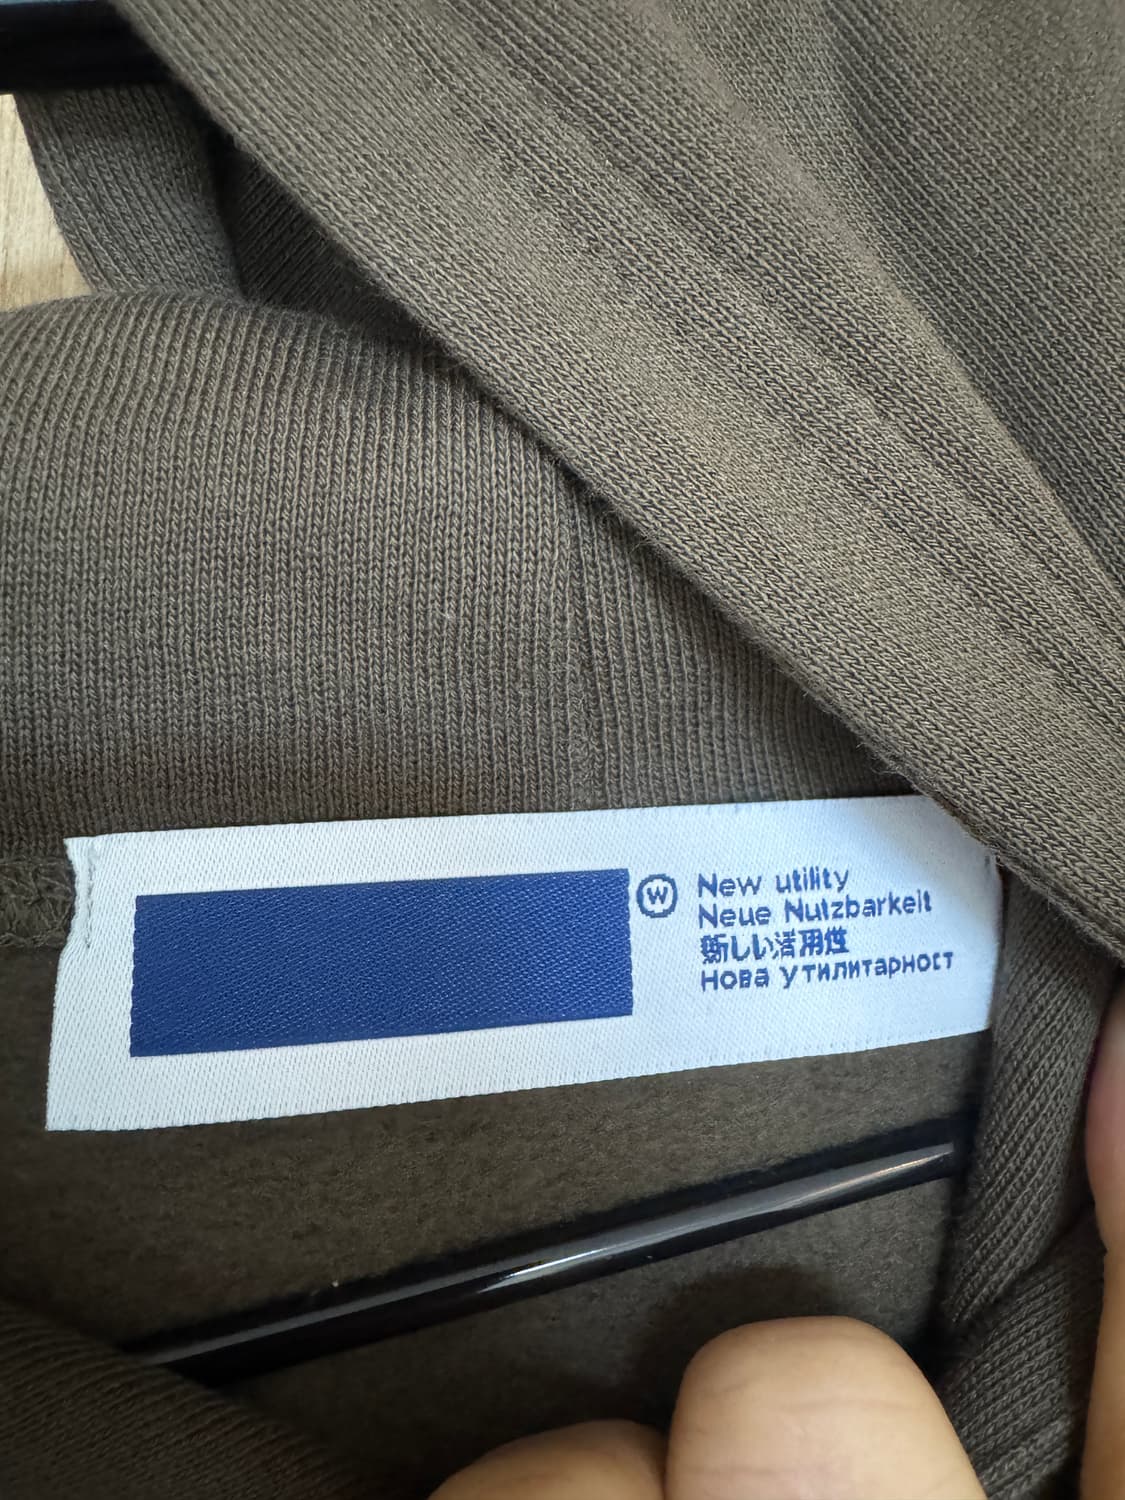 W
New utility
Neue Nutzbarkeit
新しい活用性
Нова утилитарност